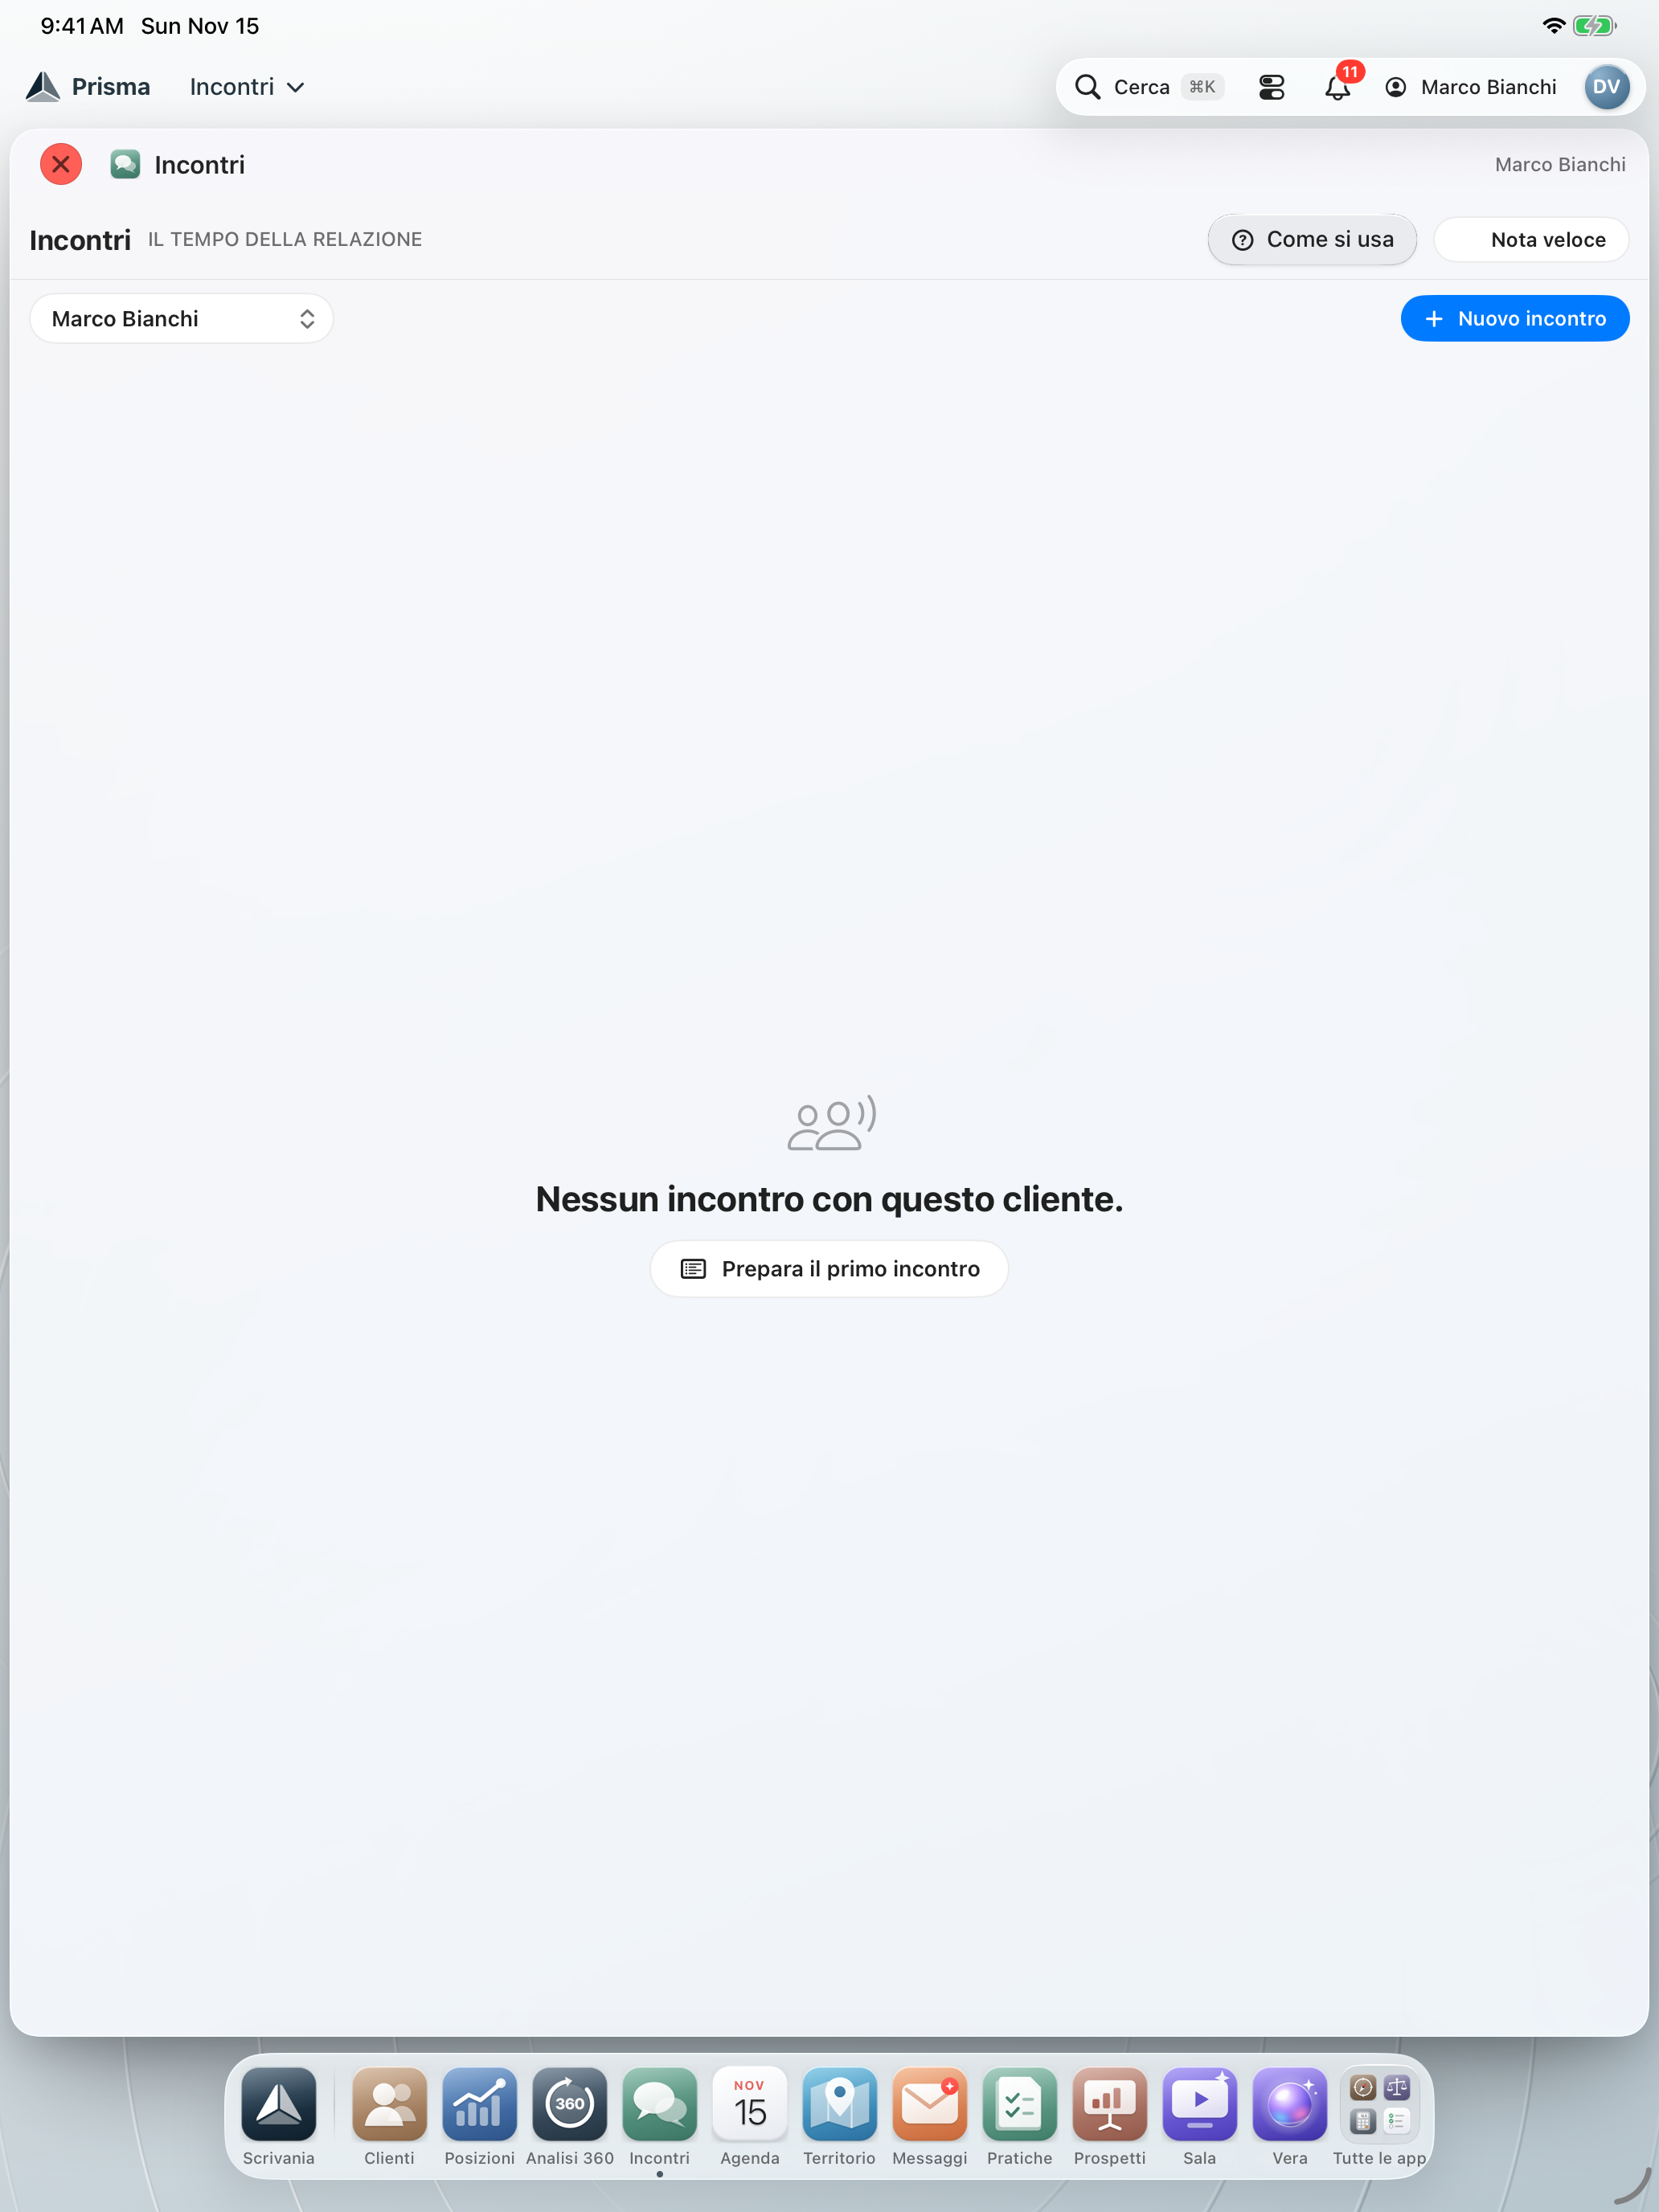 9:41 AM Sun Nov 15
Prisma Incontri Cerca ⌘K 11 Marco Bianchi DV
Incontri Marco Bianchi
Incontri IL TEMPO DELLA RELAZIONE Come si usa Nota veloce
Marco Bianchi Nuovo incontro
Nessun incontro con questo cliente.
Prepara il primo incontro
360 NOV 15
Scrivania Clienti Posizioni Analisi 360 Incontri Agenda Territorio Messaggi Pratiche Prospetti Sala Vera Tutte le app